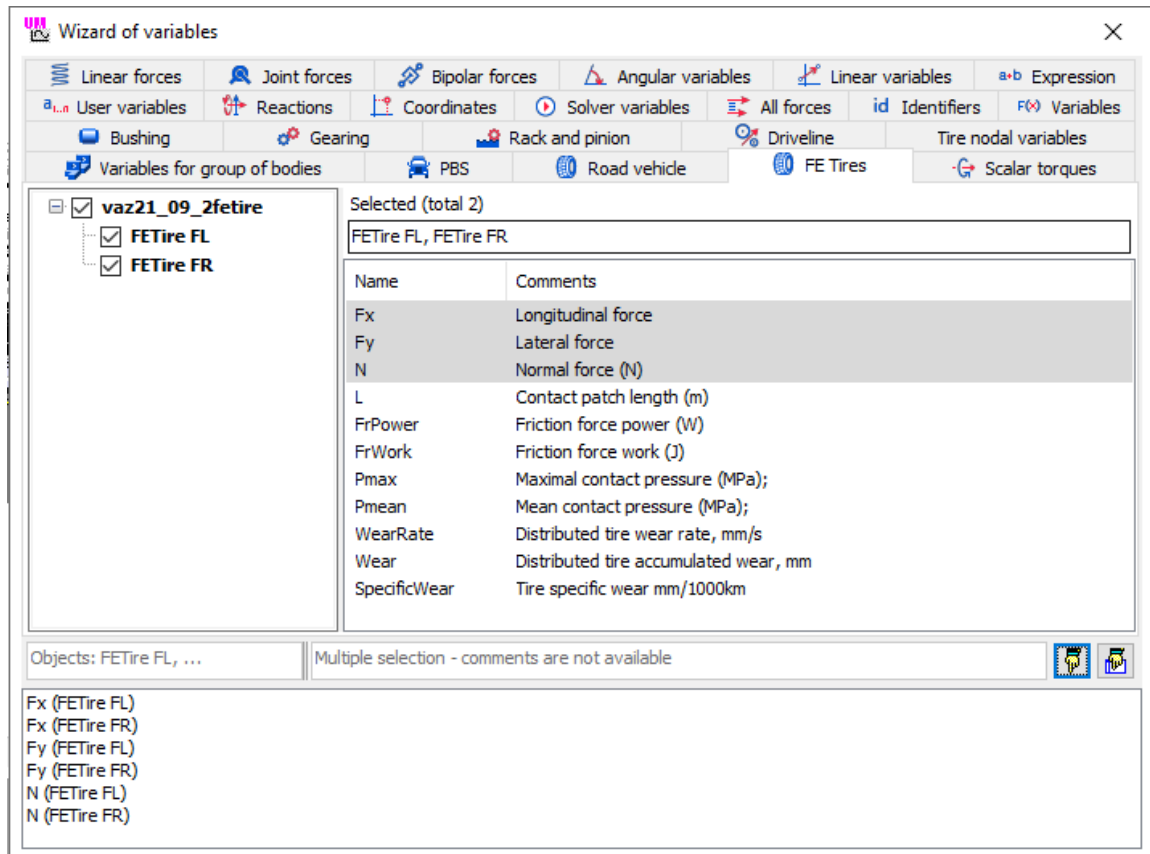 UM Wizard of variables
Linear forces Joint forces Bipolar forces Angular variables Linear variables a+b Expression
a1..n User variables Reactions Coordinates Solver variables All forces id Identifiers F(x) Variables
Bushing Gearing Rack and pinion Driveline Tire nodal variables
Variables for group of bodies PBS Road vehicle FE Tires Scalar torques
vaz21_09_2fetire
FETire FL
FETire FR
Selected (total 2)
FETire FL, FETire FR
Name Comments
Fx Longitudinal force
Fy Lateral force
N Normal force (N)
L Contact patch length (m)
FrPower Friction force power (W)
FrWork Friction force work (J)
Pmax Maximal contact pressure (MPa);
Pmean Mean contact pressure (MPa);
WearRate Distributed tire wear rate, mm/s
Wear Distributed tire accumulated wear, mm
SpecificWear Tire specific wear mm/1000km
Objects: FETire FL, ... Multiple selection - comments are not available
Fx (FETire FL)
Fx (FETire FR)
Fy (FETire FL)
Fy (FETire FR)
N (FETire FL)
N (FETire FR)